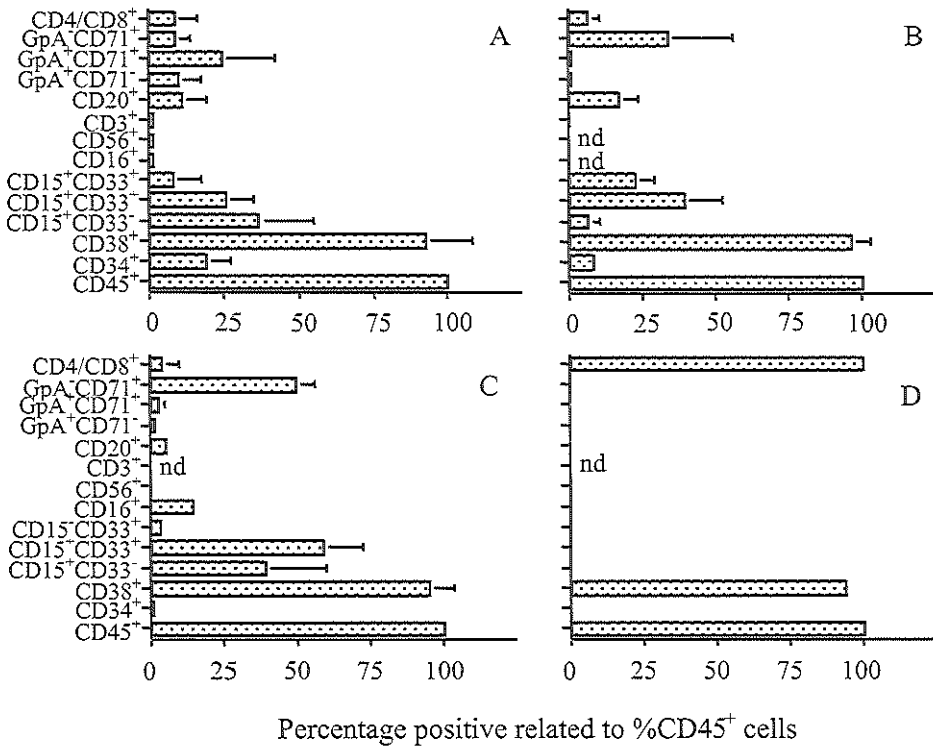 CD4/CD8⁺
GpA⁻CD71⁺
GpA⁺CD71⁺
GpA⁺CD71⁻
CD20⁺
CD3⁺
CD56⁺
CD16⁺
CD15⁺CD33⁺
CD15⁺CD33⁺
CD15⁺CD33⁻
CD38⁺
CD34⁺
CD45⁺
A
0 25 50 75 100
B
nd
nd
0 25 50 75 100
CD4/CD8⁺
GpA⁻CD71⁺
GpA⁺CD71⁺
GpA⁺CD71⁻
CD20⁺
CD3⁺
CD56⁺
CD16⁺
CD15⁻CD33⁺
CD15⁺CD33⁺
CD15⁺CD33⁻
CD38⁺
CD34⁺
CD45⁺
C
nd
0 25 50 75 100
D
nd
0 25 50 75 100
Percentage positive related to %CD45⁺ cells